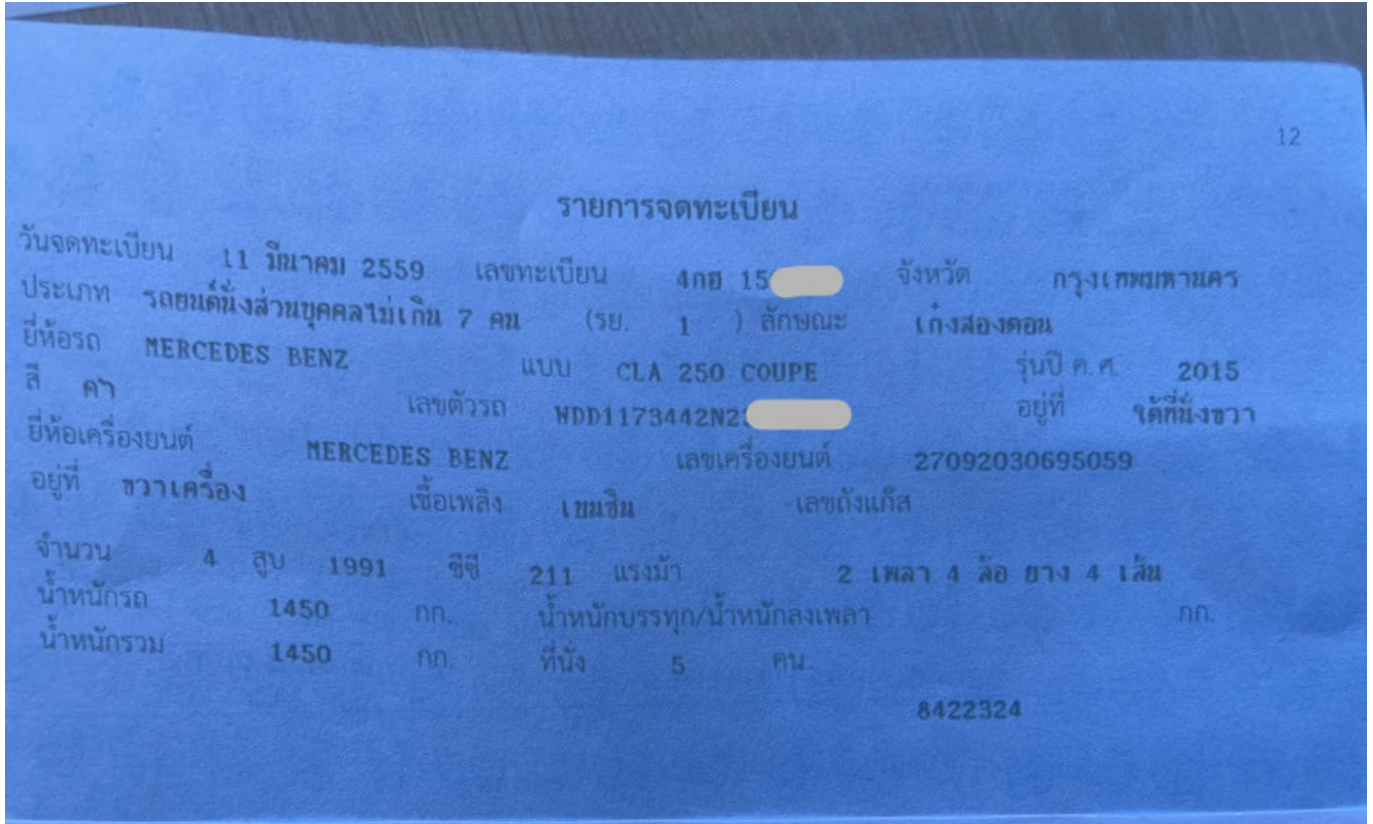 12
รายการจดทะเบียน
วันจดทะเบียน 11 มีนาคม 2559 เลขทะเบียน 4กฮ 15 จังหวัด กรุงเทพมหานคร
ประเภท รถยนต์นั่งส่วนบุคคลไม่เกิน 7 คน (รย. 1 ) ลักษณะ เก๋งสองตอน
ยี่ห้อรถ MERCEDES BENZ แบบ CLA 250 COUPE รุ่นปี ค.ศ. 2015
สี ดำ เลขตัวรถ WDD1173442N2 อยู่ที่ ใต้ที่นั่งขวา
ยี่ห้อเครื่องยนต์ MERCEDES BENZ เลขเครื่องยนต์ 27092030695059
อยู่ที่ ขวาเครื่อง เชื้อเพลิง เบนซิน เลขถังแก๊ส
จำนวน 4 สูบ 1991 ซีซี 211 แรงม้า 2 เพลา 4 ล้อ ยาง 4 เส้น
น้ำหนักรถ 1450 กก. น้ำหนักบรรทุก/น้ำหนักลงเพลา กก.
น้ำหนักรวม 1450 กก. ที่นั่ง 5 คน
8422324